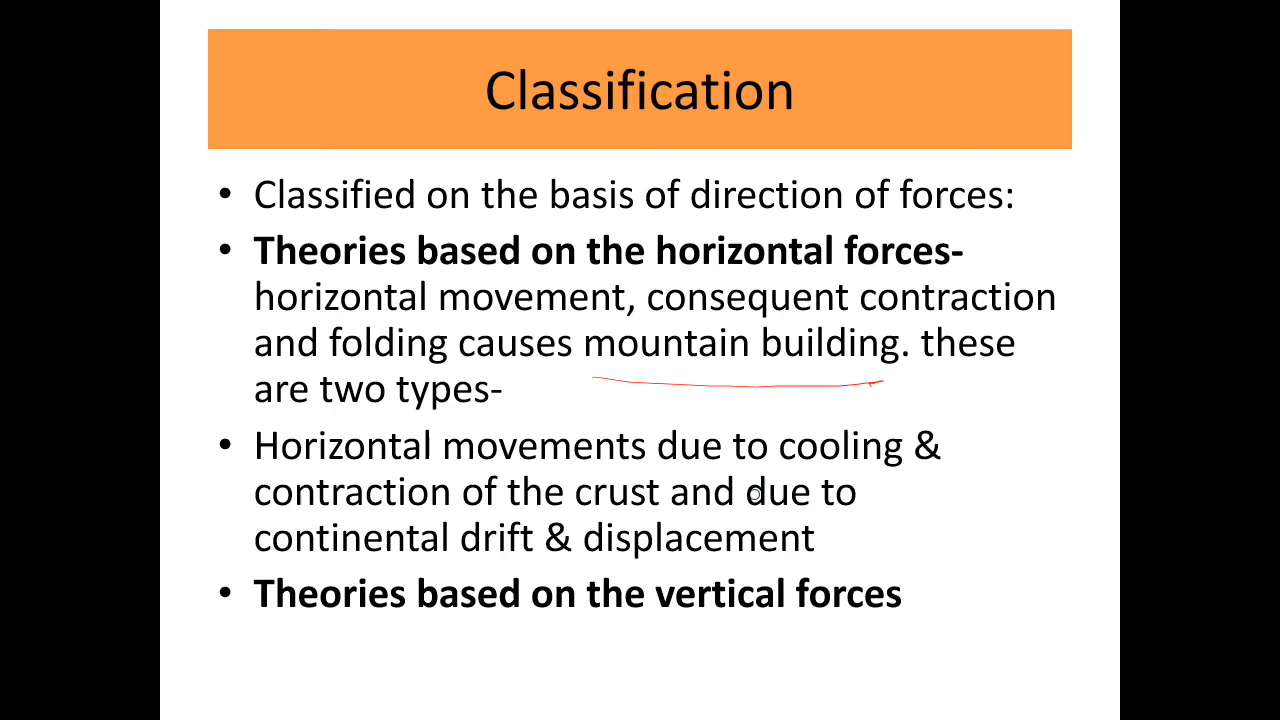 Classification
• Classified on the basis of direction of forces:
• Theories based on the horizontal forces-
horizontal movement, consequent contraction
and folding causes mountain building. these
are two types-
• Horizontal movements due to cooling &
contraction of the crust and due to
continental drift & displacement
• Theories based on the vertical forces